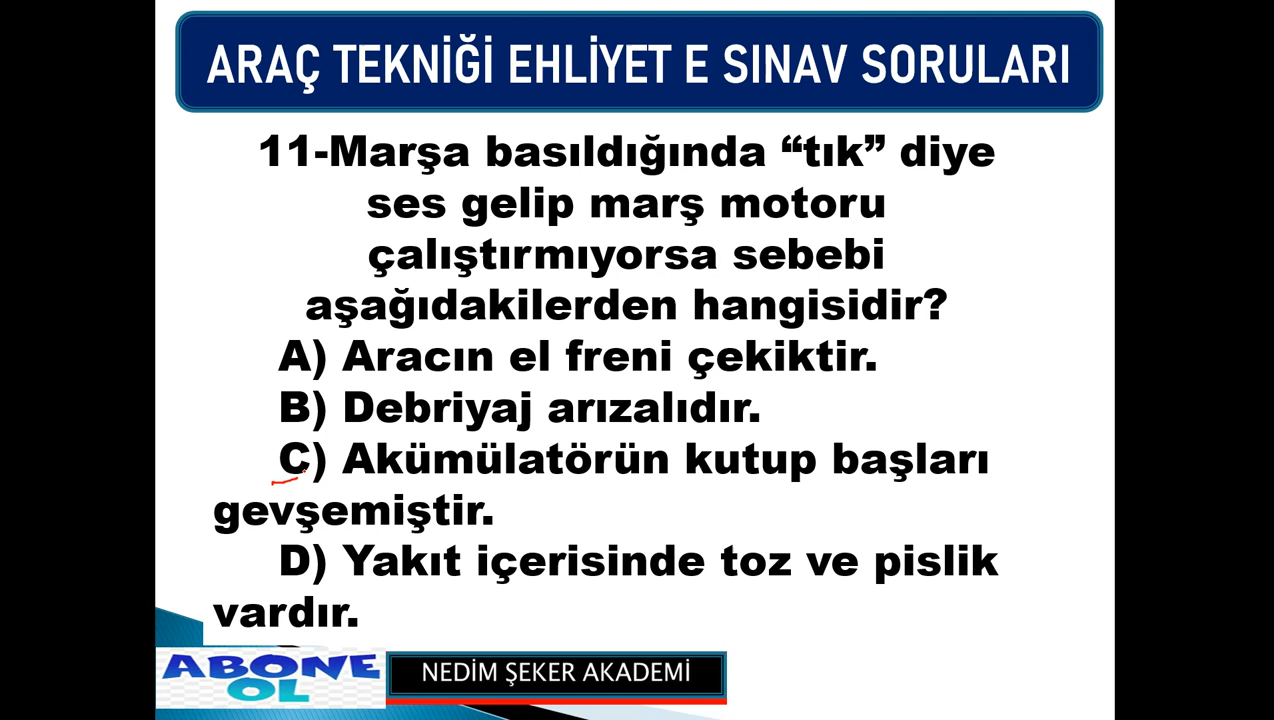 ARAÇ TEKNİĞİ EHLİYET E SINAV SORULARI
11-Marşa basıldığında “tık” diye
ses gelip marş motoru
çalıştırmıyorsa sebebi
aşağıdakilerden hangisidir?
A) Aracın el freni çekiktir.
B) Debriyaj arızalıdır.
C) Akümülatörün kutup başları
gevşemiştir.
D) Yakıt içerisinde toz ve pislik
vardır.
ABONE
OL
NEDİM ŞEKER AKADEMİ